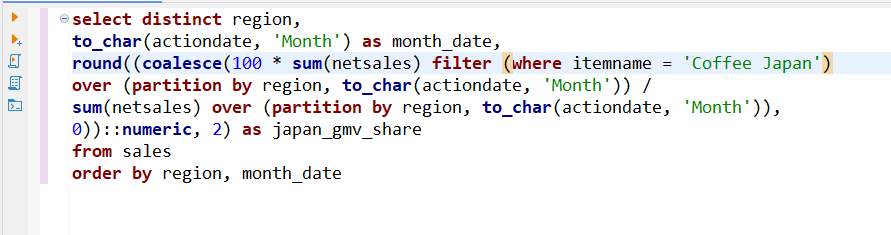 select distinct region,
to_char(actiondate, 'Month') as month_date,
round((coalesce(100 * sum(netsales) filter (where itemname = 'Coffee Japan')
over (partition by region, to_char(actiondate, 'Month')) /
sum(netsales) over (partition by region, to_char(actiondate, 'Month')),
0))::numeric, 2) as japan_gmv_share
from sales
order by region, month_date